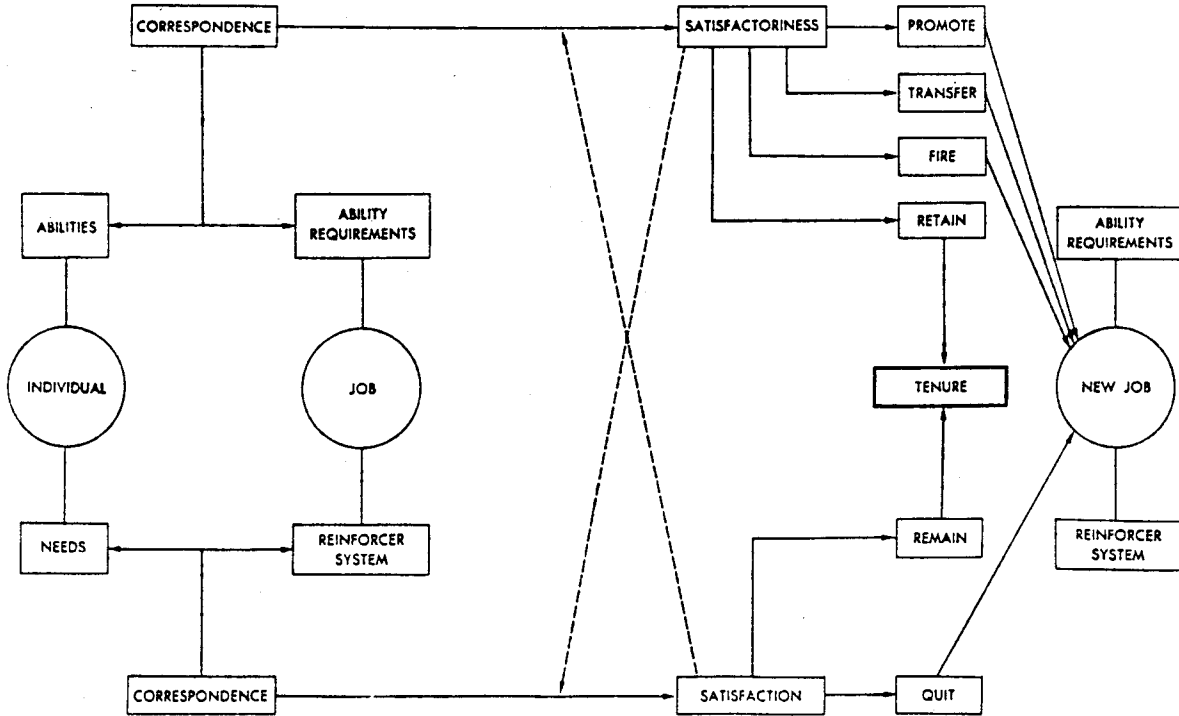 CORRESPONDENCE
SATISFACTORINESS
PROMOTE
TRANSFER
FIRE
ABILITIES
ABILITY
REQUIREMENTS
RETAIN
ABILITY
REQUIREMENTS
INDIVIDUAL
JOB
TENURE
NEW JOB
NEEDS
REINFORCER
SYSTEM
REMAIN
REINFORCER
SYSTEM
CORRESPONDENCE
SATISFACTION
QUIT